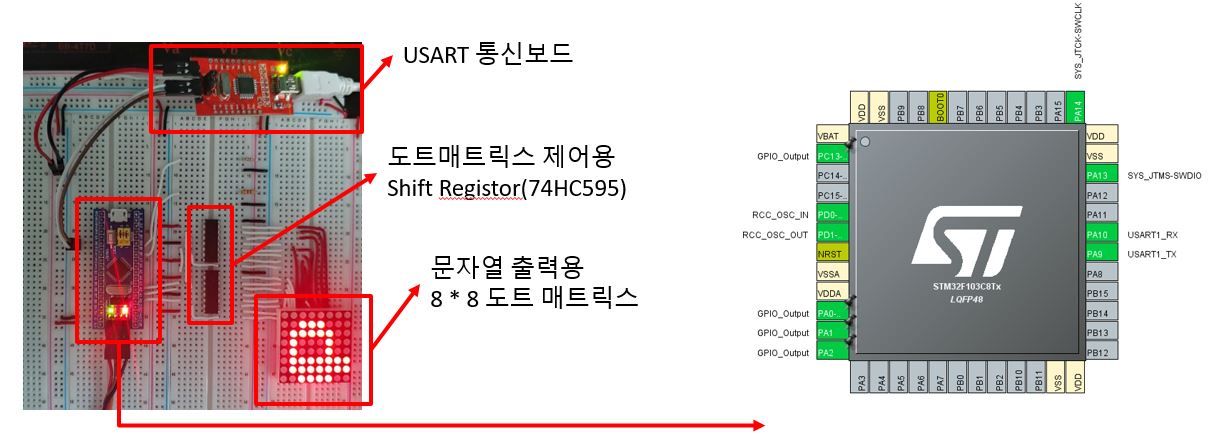 USART 통신보드
도트매트릭스 제어용
Shift Registor(74HC595)
문자열 출력용
8 * 8 도트 매트릭스
Va
Vb
Vc
SYS_JTCK-SWCLK
VDD
VSS
PB9
PB8
BOOT0
PB7
PB6
PB5
PB4
PB3
PA15
PA14
VBAT
GPIO_Output PC13-..
PC14-..
PC15-
RCC_OSC_IN PD0-..
RCC_OSC_OUT PD1-..
NRST
VSSA
VDDA
GPIO_Output PA0-..
GPIO_Output PA1
GPIO_Output PA2
STM32F103C8Tx
LQFP48
VDD
VSS
PA13 SYS_JTMS-SWDIO
PA12
PA11
PA10 USART1_RX
PA9 USART1_TX
PA8
PB15
PB14
PB13
PB12
PA3
PA4
PA5
PA6
PA7
PB0
PB1
PB2
PB10
PB11
VSS
VDD